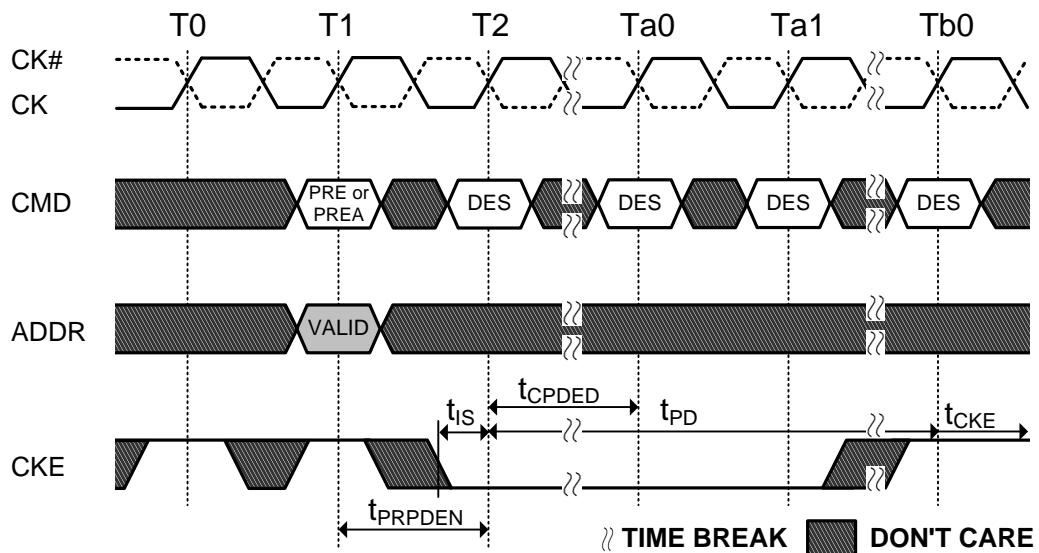 T0 T1 T2 Ta0 Ta1 Tb0
CK#
CK
CMD
PRE or
PREA
DES DES DES DES
ADDR
VALID
tCPDED
tIS tPD tCKE
CKE
tPRPDEN
TIME BREAK DON'T CARE